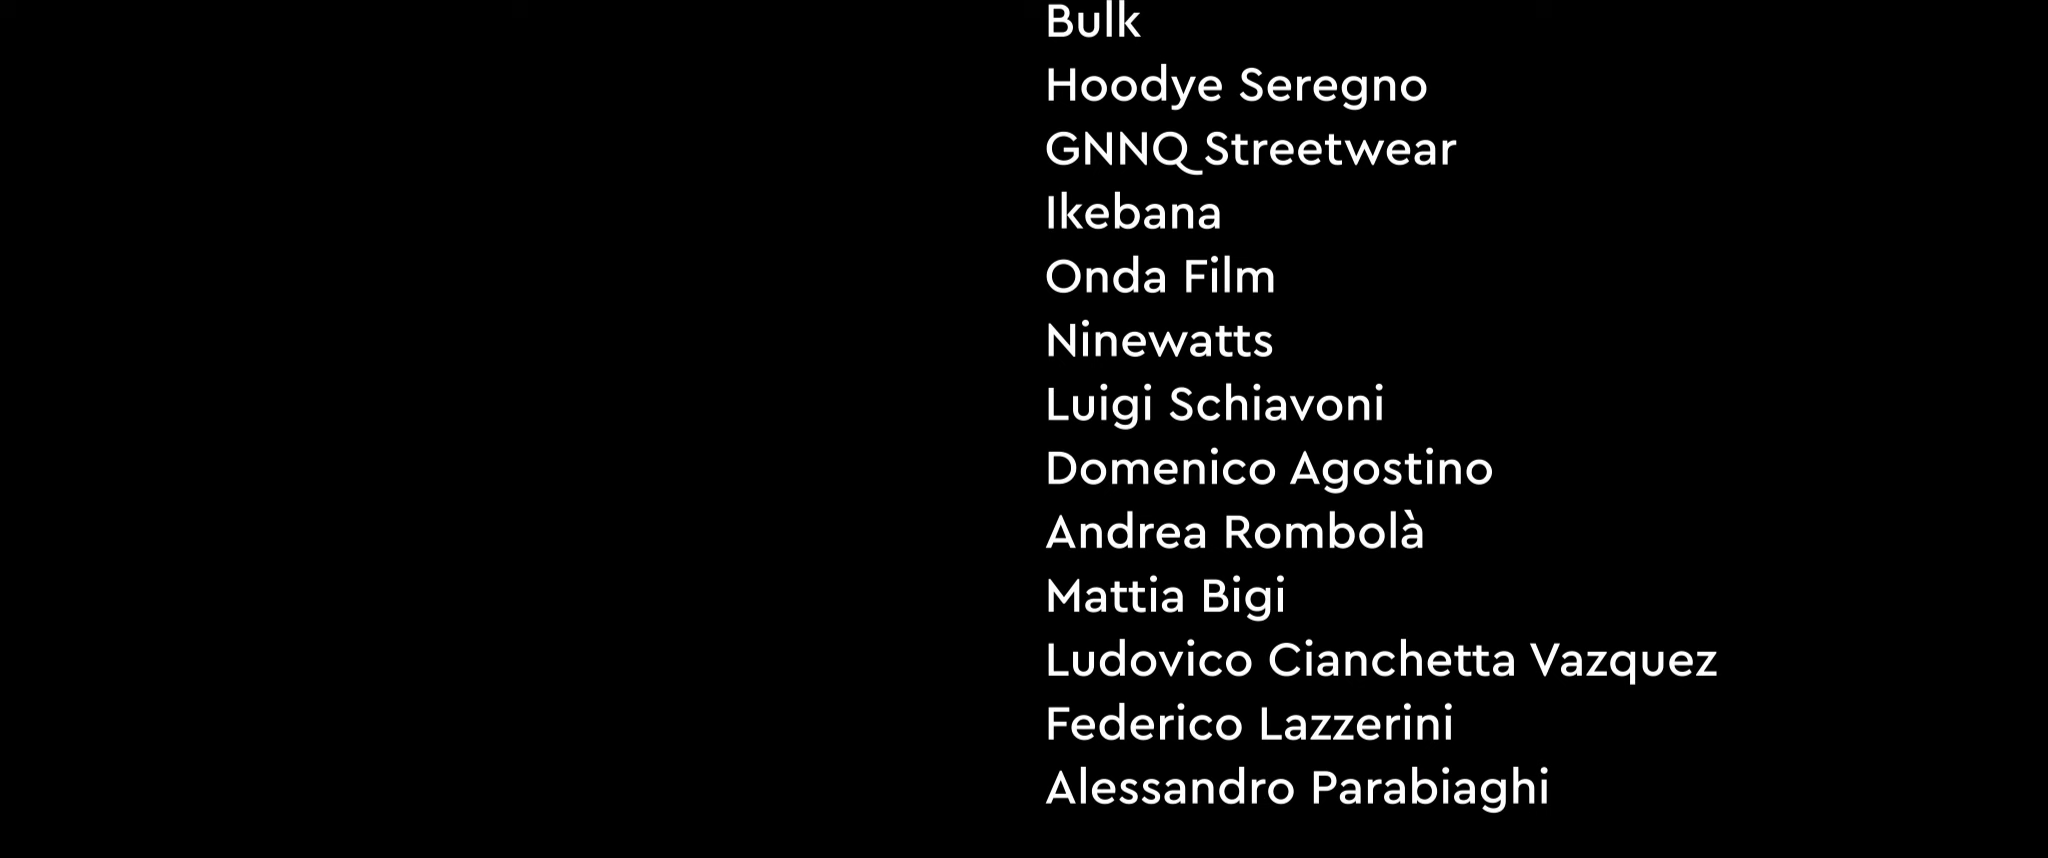 Bulk
Hoodye Seregno
GNNQ Streetwear
Ikebana
Onda Film
Ninewatts
Luigi Schiavoni
Domenico Agostino
Andrea Rombolà
Mattia Bigi
Ludovico Cianchetta Vazquez
Federico Lazzerini
Alessandro Parabiaghi